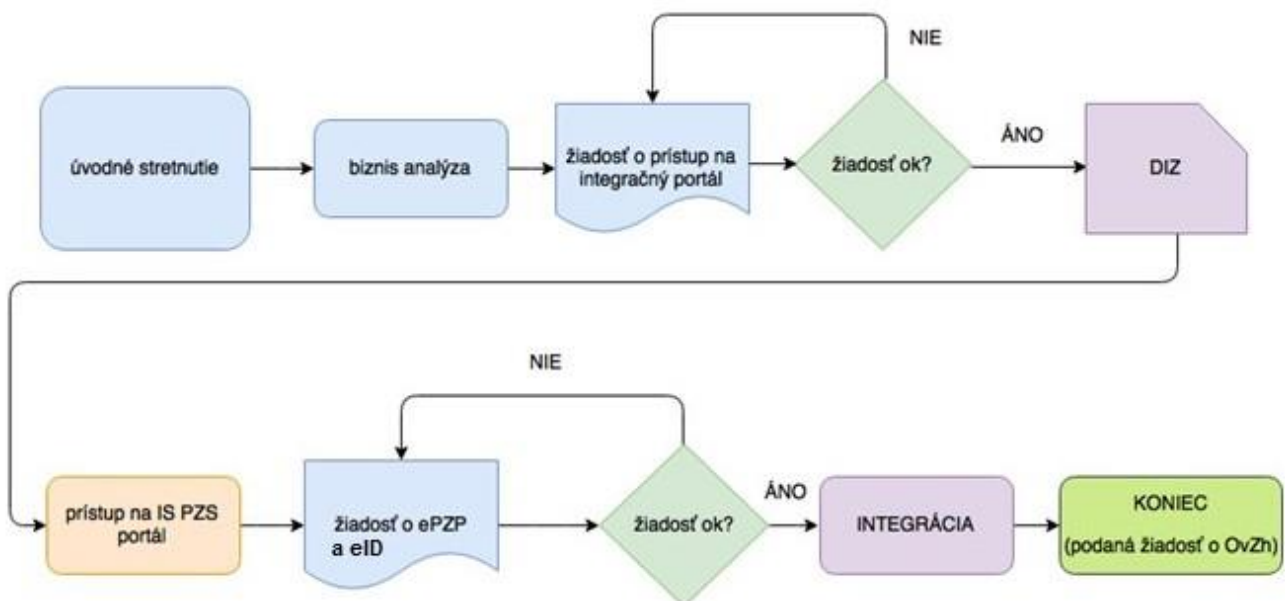 NIE
úvodné stretnutie
biznis analýza
žiadosť o prístup na
integračný portál
žiadosť ok?
ÁNO
DIZ
NIE
prístup na IS PZS
portál
žiadosť o ePZP
a eID
žiadosť ok?
ÁNO
INTEGRÁCIA
KONIEC
(podaná žiadosť o OvZh)